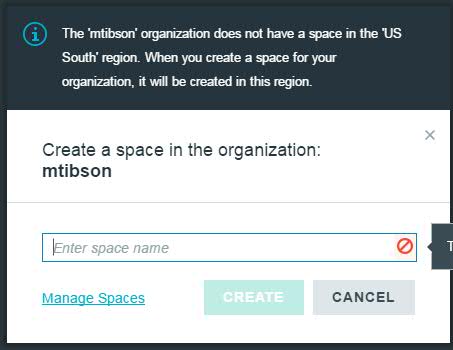 The 'mtibson' organization does not have a space in the 'US
South' region. When you create a space for your
organization, it will be created in this region.
Create a space in the organization:
mtibson
Enter space name
Manage Spaces
CREATE
CANCEL